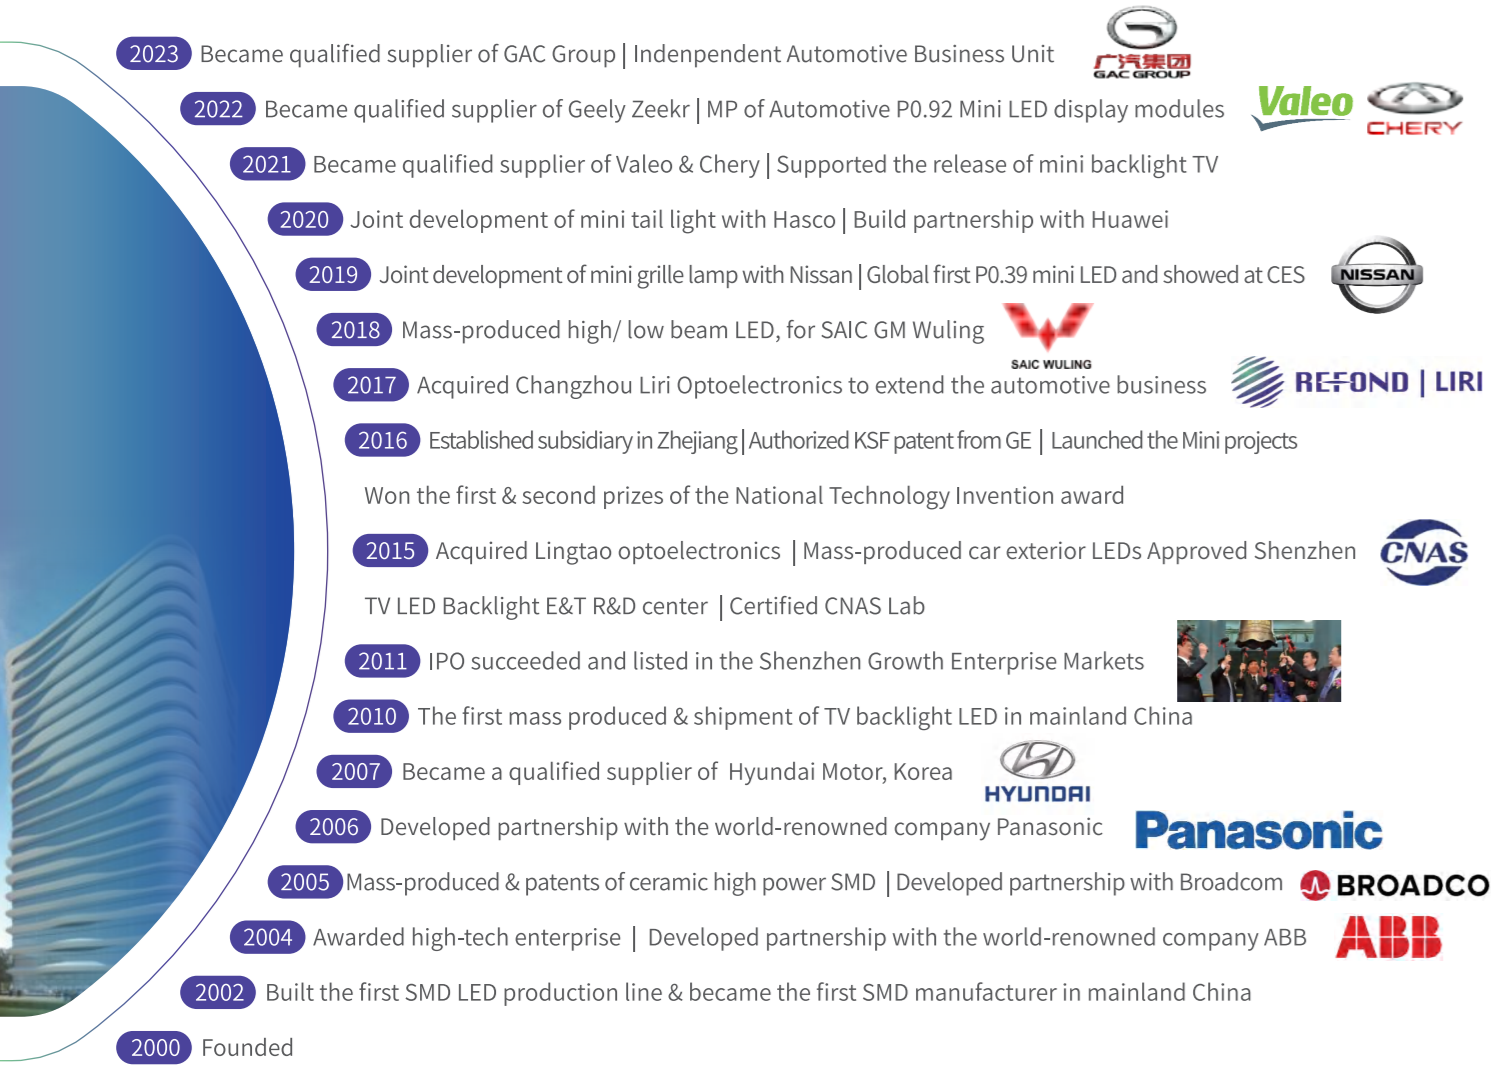 2023 Became qualified supplier of GAC Group | Indenpendent Automotive Business Unit
广汽集团
GAC GROUP
2022 Became qualified supplier of Geely Zeekr | MP of Automotive P0.92 Mini LED display modules
Valeo
CHERY
2021 Became qualified supplier of Valeo & Chery | Supported the release of mini backlight TV
2020 Joint development of mini tail light with Hasco | Build partnership with Huawei
2019 Joint development of mini grille lamp with Nissan | Global first P0.39 mini LED and showed at CES
NISSAN
2018 Mass-produced high/ low beam LED, for SAIC GM Wuling
SAIC WULING
2017 Acquired Changzhou Liri Optoelectronics to extend the automotive business
REFOND | LIRI
2016 Established subsidiary in Zhejiang | Authorized KSF patent from GE | Launched the Mini projects
Won the first & second prizes of the National Technology Invention award
2015 Acquired Lingtao optoelectronics | Mass-produced car exterior LEDs Approved Shenzhen
CNAS
TV LED Backlight E&T R&D center | Certified CNAS Lab
2011 IPO succeeded and listed in the Shenzhen Growth Enterprise Markets
2010 The first mass produced & shipment of TV backlight LED in mainland China
2007 Became a qualified supplier of Hyundai Motor, Korea
HYUNDAI
2006 Developed partnership with the world-renowned company Panasonic
Panasonic
2005 Mass-produced & patents of ceramic high power SMD | Developed partnership with Broadcom
BROADCO
2004 Awarded high-tech enterprise | Developed partnership with the world-renowned company ABB
ABB
2002 Built the first SMD LED production line & became the first SMD manufacturer in mainland China
2000 Founded